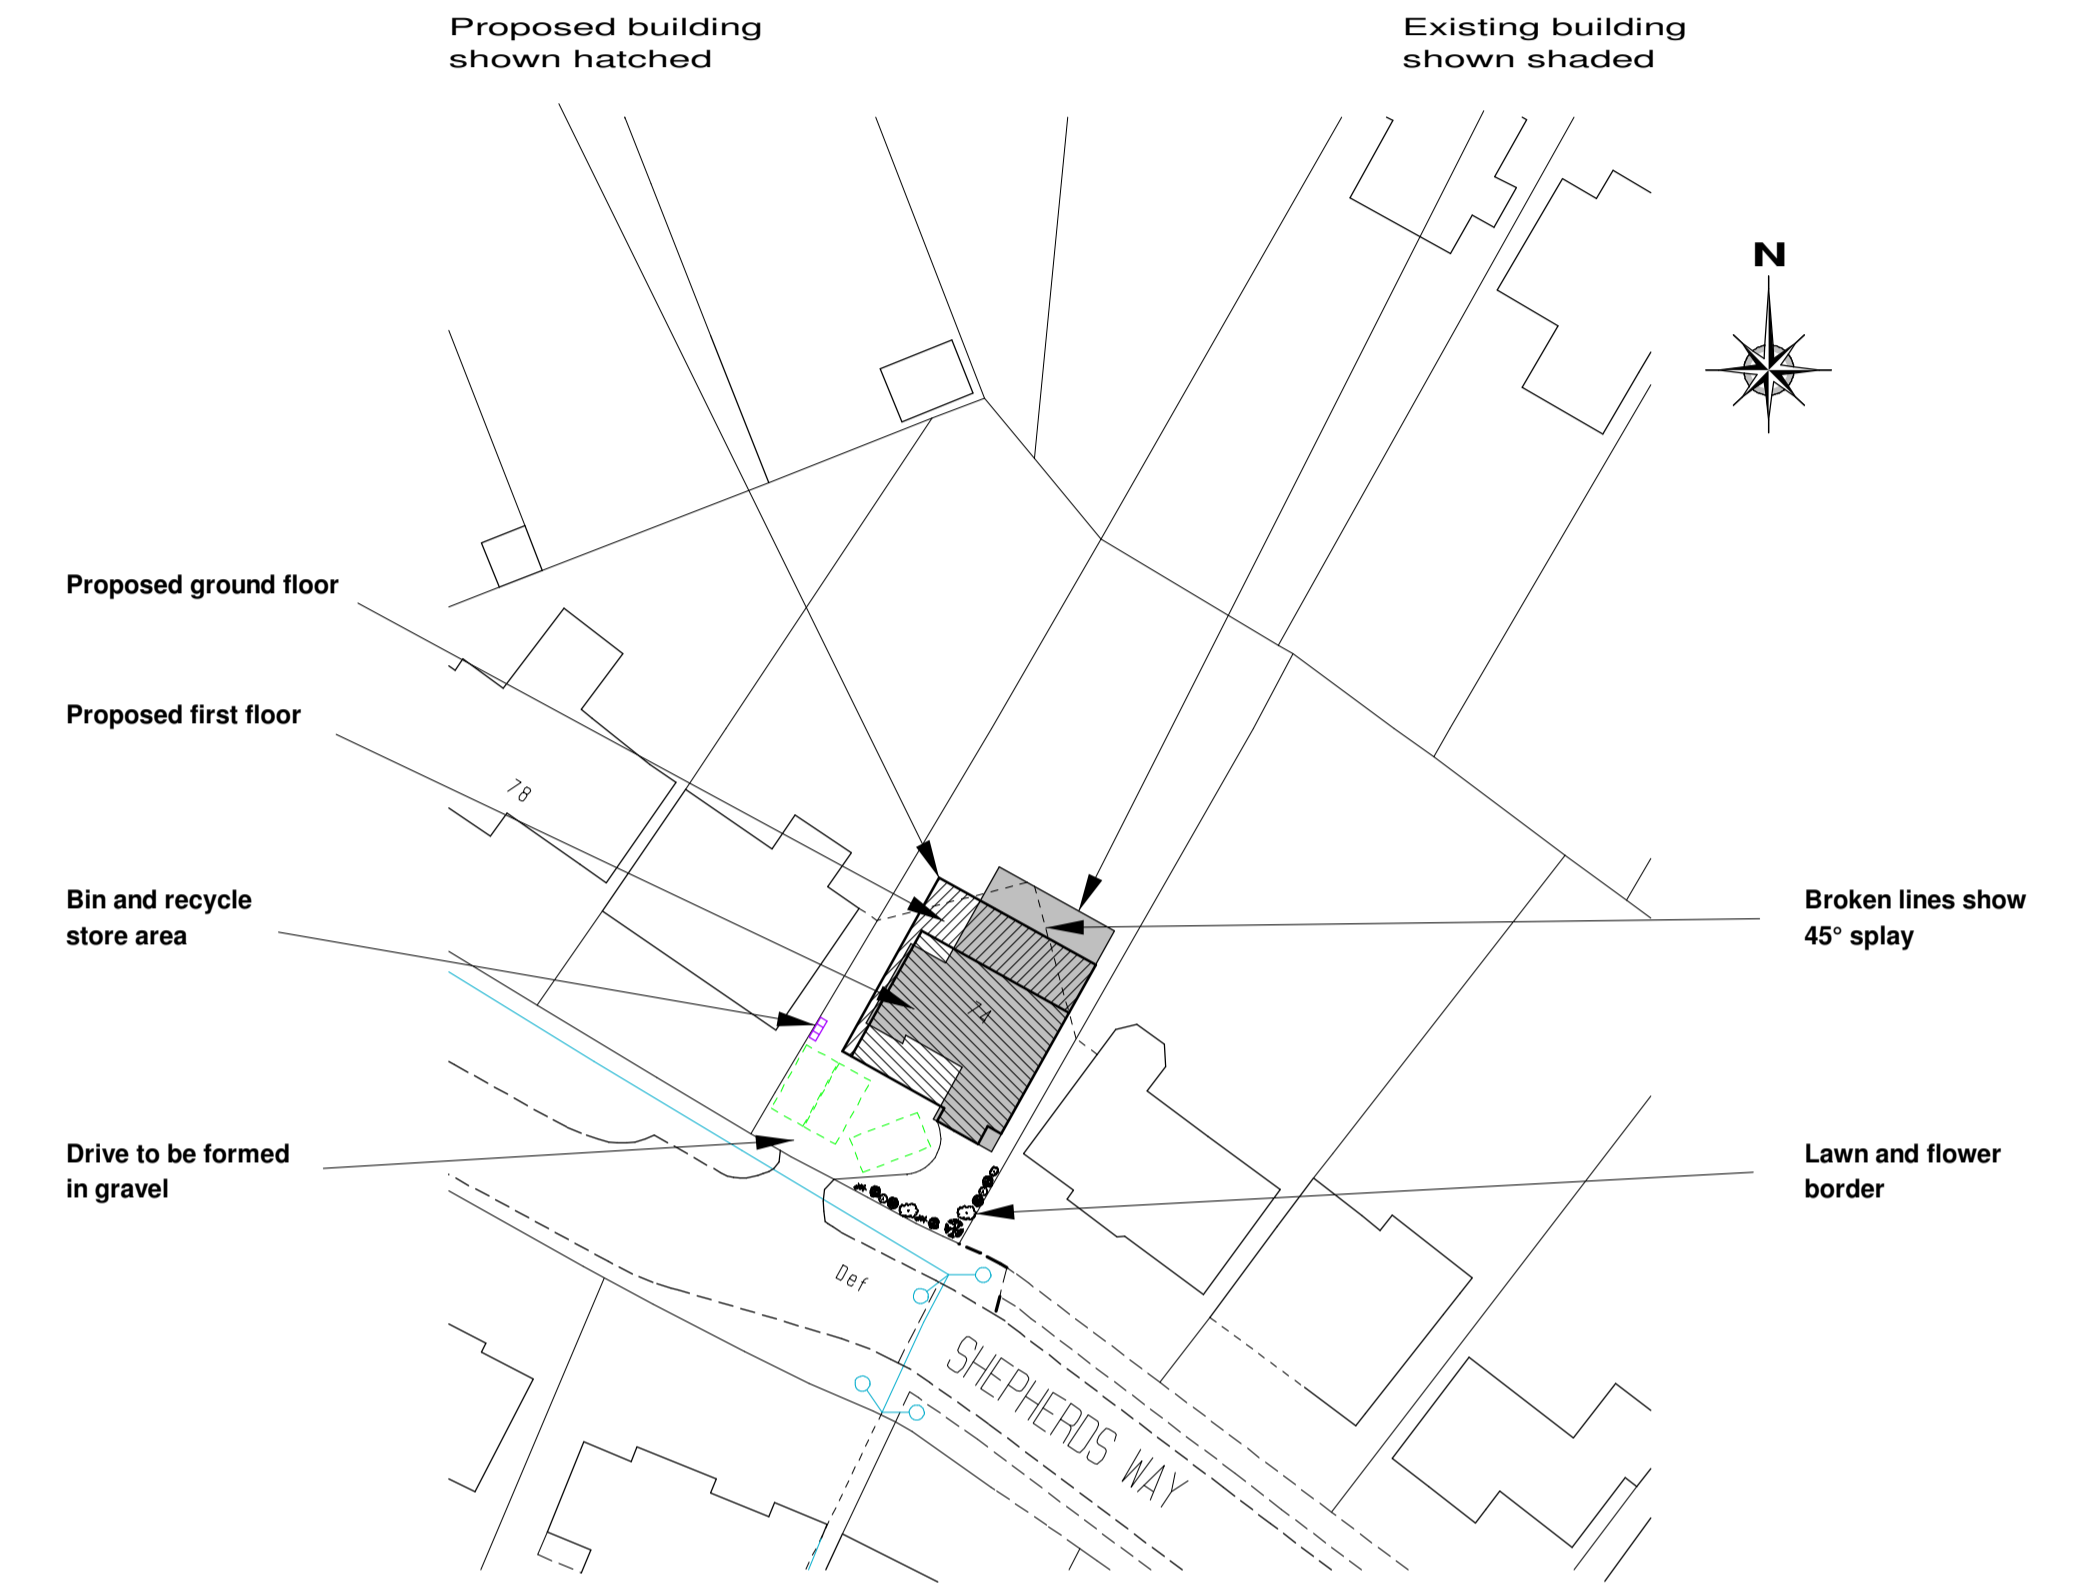 Proposed building
shown hatched
Existing building
shown shaded
N
Proposed ground floor
Proposed first floor
78
Bin and recycle
store area
Broken lines show
45° splay
74
Drive to be formed
in gravel
Lawn and flower
border
Def
SHEPHERDS WAY